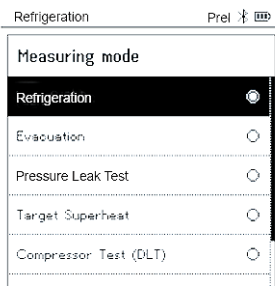 Refrigeration Prel
Measuring mode
Refrigeration
Evacuation
Pressure Leak Test
Target Superheat
Compressor Test (DLT)